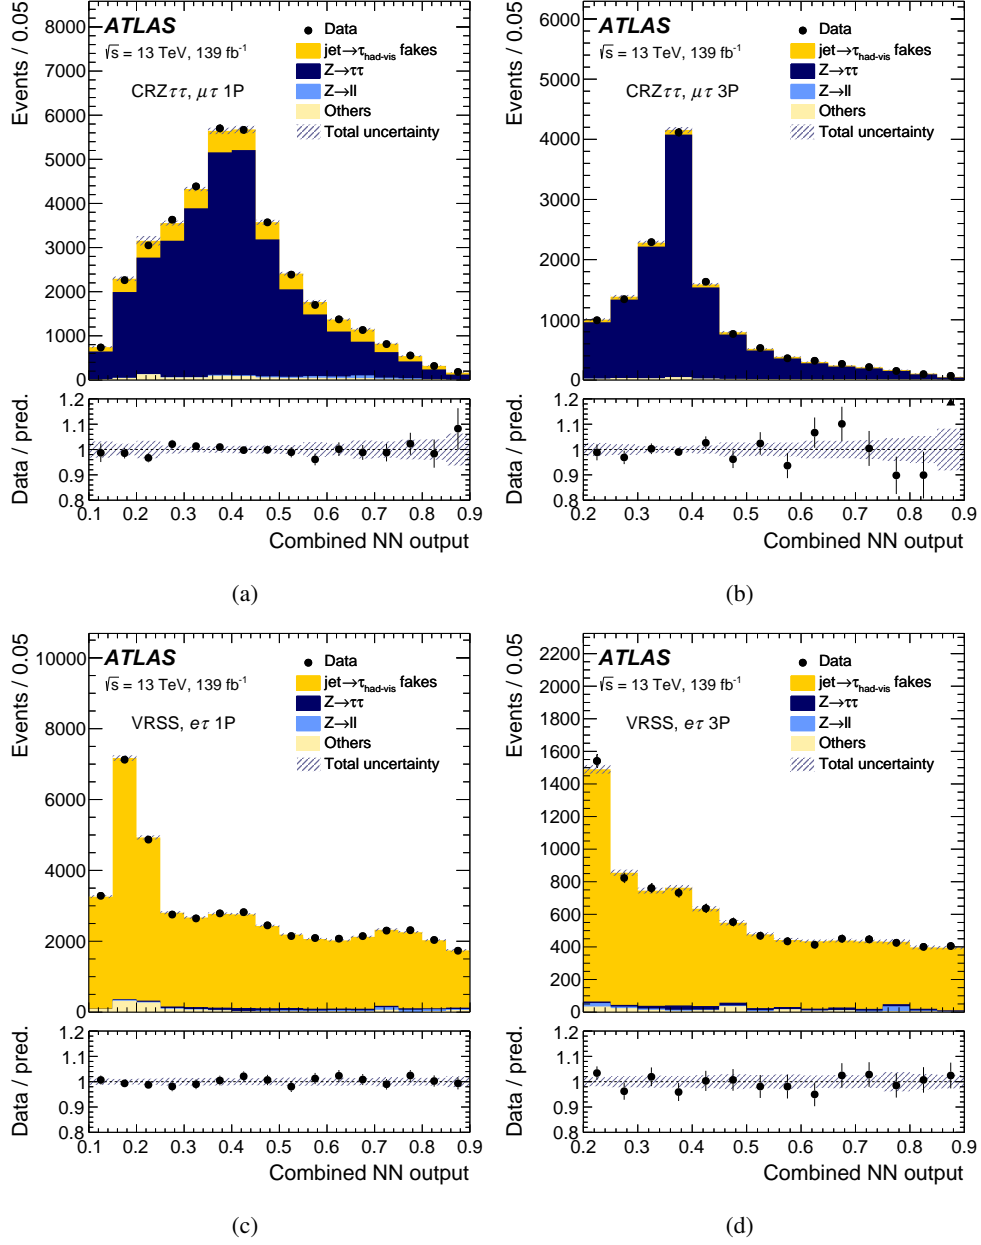 ATLAS
√s = 13 TeV, 139 fb⁻¹
CRZττ, μτ 1P
Data
jet→τhad-vis fakes
Z→ττ
Z→ll
Others
Total uncertainty
Events / 0.05
8000
7000
6000
5000
4000
3000
2000
1000
0
Data / pred.
1.2
1.1
1
0.9
0.8
0.1 0.2 0.3 0.4 0.5 0.6 0.7 0.8 0.9
Combined NN output
(a)
ATLAS
√s = 13 TeV, 139 fb⁻¹
CRZττ, μτ 3P
Data
jet→τhad-vis fakes
Z→ττ
Z→ll
Others
Total uncertainty
Events / 0.05
6000
5000
4000
3000
2000
1000
0
Data / pred.
1.2
1.1
1
0.9
0.8
0.2 0.3 0.4 0.5 0.6 0.7 0.8 0.9
Combined NN output
(b)
ATLAS
√s = 13 TeV, 139 fb⁻¹
VRSS, eτ 1P
Data
jet→τhad-vis fakes
Z→ττ
Z→ll
Others
Total uncertainty
Events / 0.05
10000
8000
6000
4000
2000
0
Data / pred.
1.2
1.1
1
0.9
0.8
0.1 0.2 0.3 0.4 0.5 0.6 0.7 0.8 0.9
Combined NN output
(c)
ATLAS
√s = 13 TeV, 139 fb⁻¹
VRSS, eτ 3P
Data
jet→τhad-vis fakes
Z→ττ
Z→ll
Others
Total uncertainty
Events / 0.05
2200
2000
1800
1600
1400
1200
1000
800
600
400
200
0
Data / pred.
1.2
1.1
1
0.9
0.8
0.2 0.3 0.4 0.5 0.6 0.7 0.8 0.9
Combined NN output
(d)